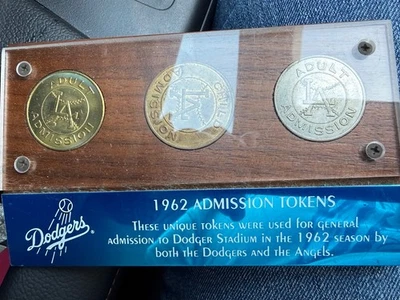 ADULT
LA
ADMISSION
CHILD
LA
ADMISSION
ADULT
LA
ADMISSION
Dodgers
1962 ADMISSION TOKENS
THESE UNIQUE TOKENS WERE USED FOR GENERAL
ADMISSION TO DODGER STADIUM IN THE 1962 SEASON BY
BOTH THE DODGERS AND THE ANGELS.